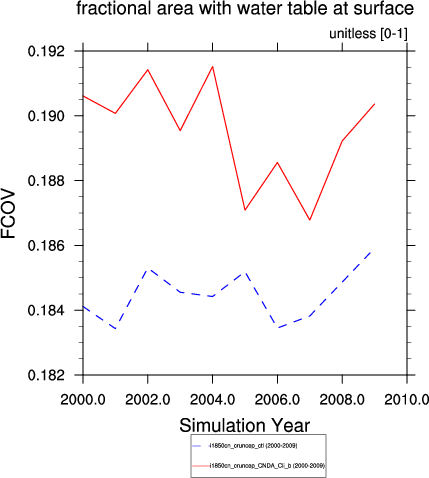 fractional area with water table at surface
unitless [0-1]
0.192
0.190
0.188
0.186
0.184
0.182
FCOV
2000.0 2002.0 2004.0 2006.0 2008.0 2010.0
Simulation Year
i1850cn_cruncep_ctl (2000-2009)
i1850cn_cruncep_CNDA_Cli_b (2000-2009)